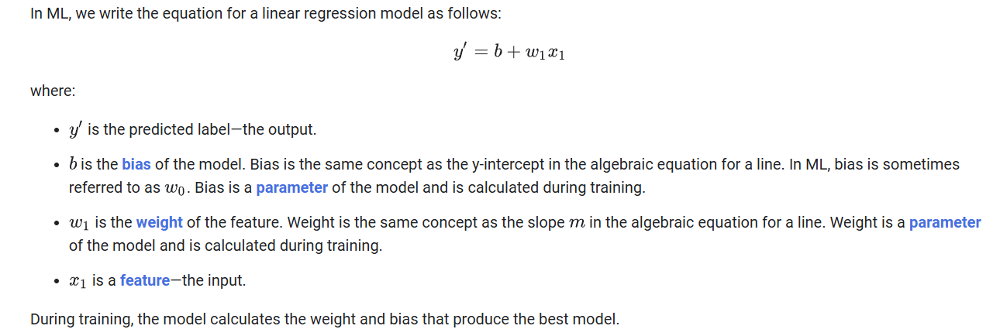 In ML, we write the equation for a linear regression model as follows:
y′ = b + w₁x₁
where:
• y′ is the predicted label—the output.
• b is the bias of the model. Bias is the same concept as the y-intercept in the algebraic equation for a line. In ML, bias is sometimes
referred to as w₀. Bias is a parameter of the model and is calculated during training.
• w₁ is the weight of the feature. Weight is the same concept as the slope m in the algebraic equation for a line. Weight is a parameter
of the model and is calculated during training.
• x₁ is a feature—the input.
During training, the model calculates the weight and bias that produce the best model.